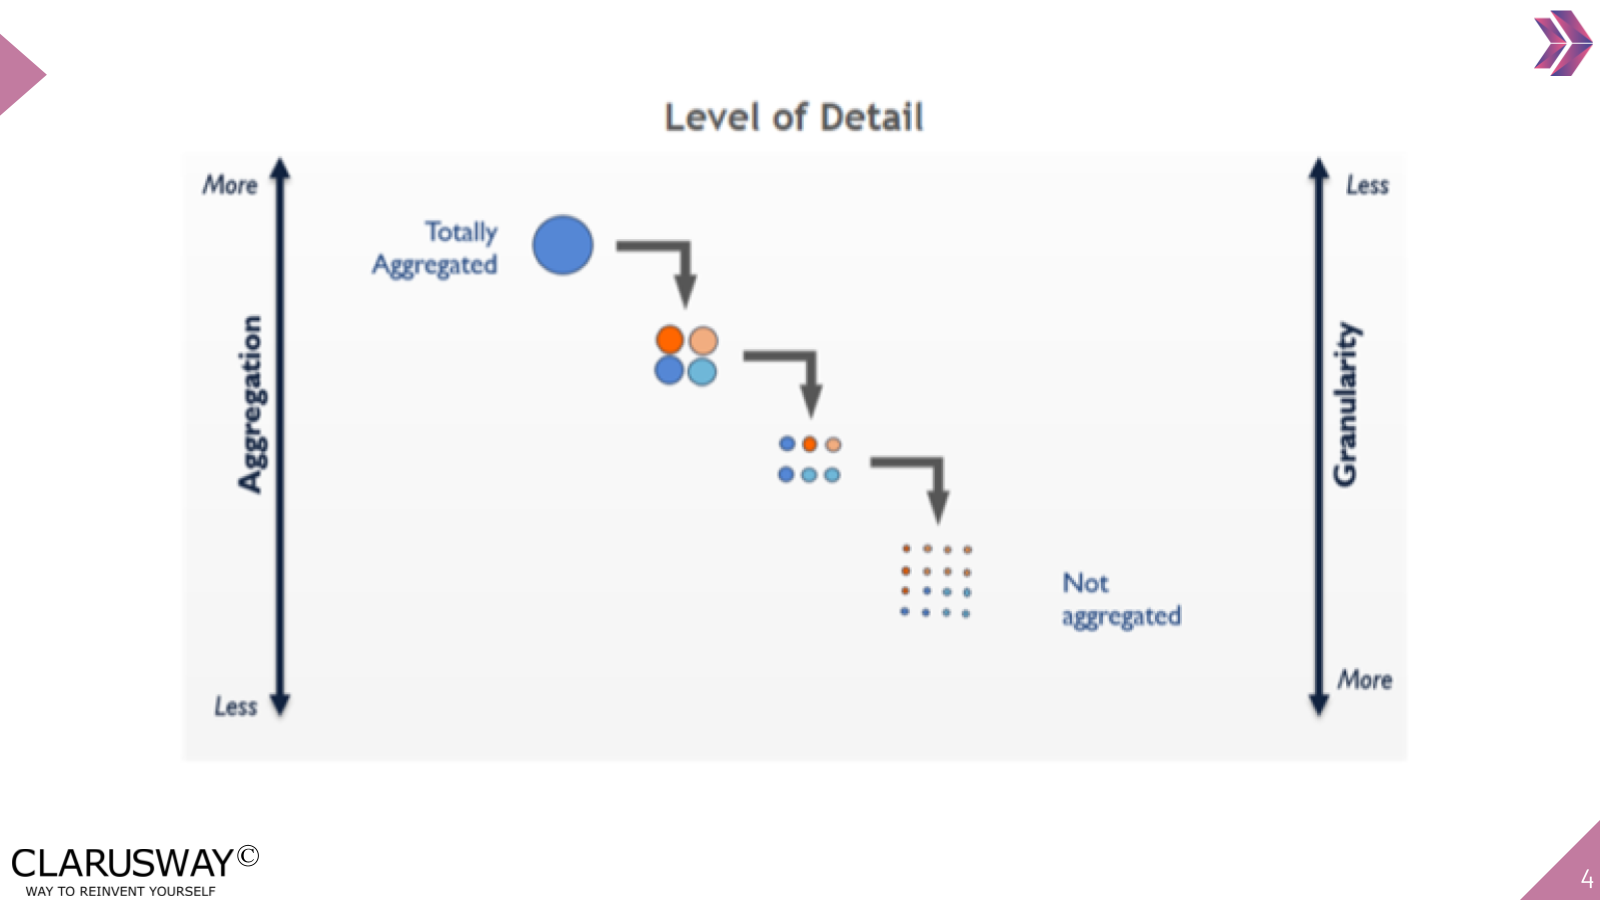 Level of Detail
More
Less
Totally
Aggregated
Aggregation
Granularity
Not
aggregated
More
Less
CLARUSWAY©
WAY TO REINVENT YOURSELF
4